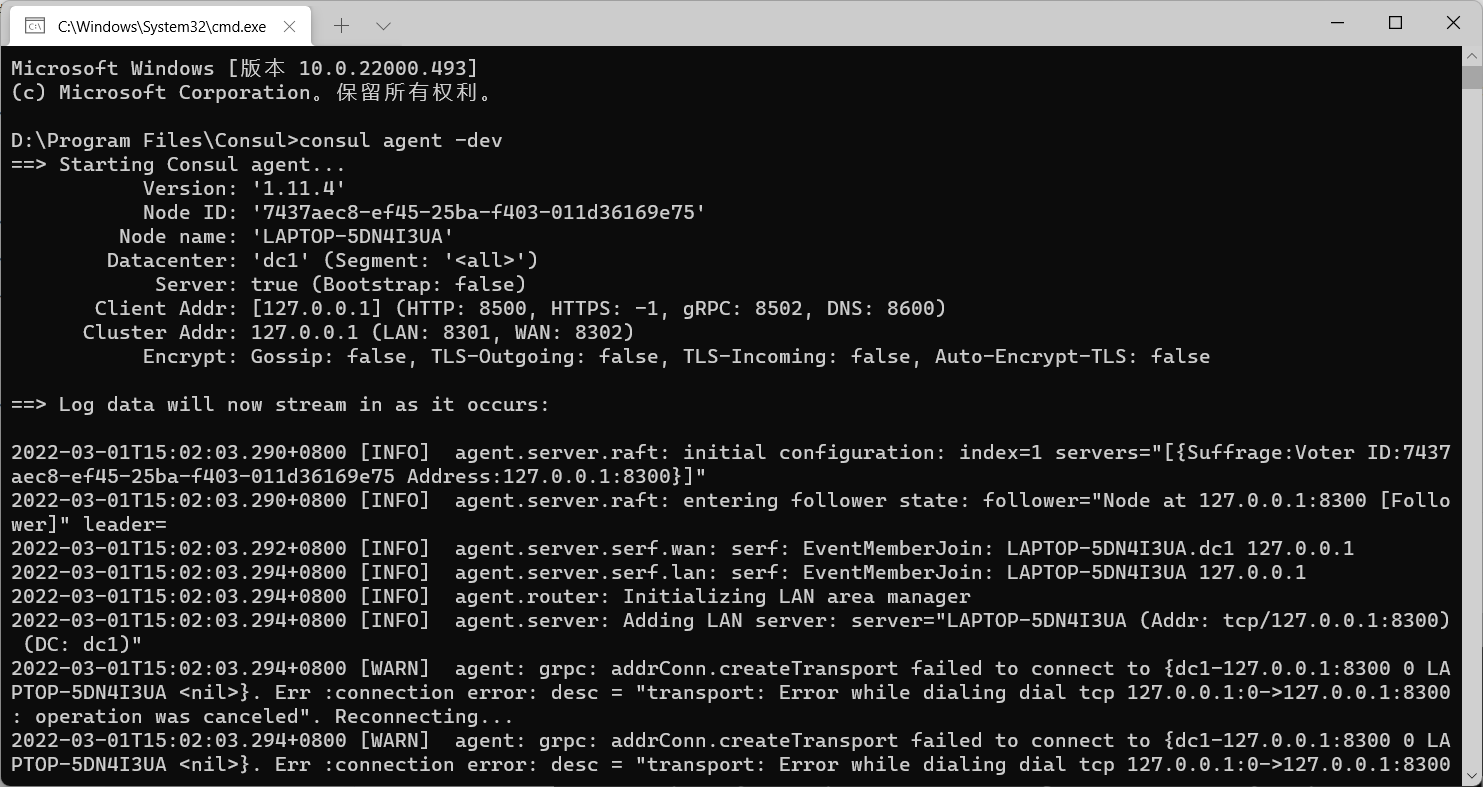 C:\Windows\System32\cmd.exe
Microsoft Windows [版本 10.0.22000.493]
(c) Microsoft Corporation。保留所有权利。
D:\Program Files\Consul>consul agent -dev
==> Starting Consul agent...
Version: '1.11.4'
Node ID: '7437aec8-ef45-25ba-f403-011d36169e75'
Node name: 'LAPTOP-5DN4I3UA'
Datacenter: 'dc1' (Segment: '<all>')
Server: true (Bootstrap: false)
Client Addr: [127.0.0.1] (HTTP: 8500, HTTPS: -1, gRPC: 8502, DNS: 8600)
Cluster Addr: 127.0.0.1 (LAN: 8301, WAN: 8302)
Encrypt: Gossip: false, TLS-Outgoing: false, TLS-Incoming: false, Auto-Encrypt-TLS: false
==> Log data will now stream in as it occurs:
2022-03-01T15:02:03.290+0800 [INFO]  agent.server.raft: initial configuration: index=1 servers="[{Suffrage:Voter ID:7437
aec8-ef45-25ba-f403-011d36169e75 Address:127.0.0.1:8300}]"
2022-03-01T15:02:03.290+0800 [INFO]  agent.server.raft: entering follower state: follower="Node at 127.0.0.1:8300 [Follo
wer]" leader=
2022-03-01T15:02:03.292+0800 [INFO]  agent.server.serf.wan: serf: EventMemberJoin: LAPTOP-5DN4I3UA.dc1 127.0.0.1
2022-03-01T15:02:03.294+0800 [INFO]  agent.server.serf.lan: serf: EventMemberJoin: LAPTOP-5DN4I3UA 127.0.0.1
2022-03-01T15:02:03.294+0800 [INFO]  agent.router: Initializing LAN area manager
2022-03-01T15:02:03.294+0800 [INFO]  agent.server: Adding LAN server: server="LAPTOP-5DN4I3UA (Addr: tcp/127.0.0.1:8300)
(DC: dc1)"
2022-03-01T15:02:03.294+0800 [WARN]  agent: grpc: addrConn.createTransport failed to connect to {dc1-127.0.0.1:8300 0 LA
PTOP-5DN4I3UA <nil>}. Err :connection error: desc = "transport: Error while dialing dial tcp 127.0.0.1:0->127.0.0.1:8300
: operation was canceled". Reconnecting...
2022-03-01T15:02:03.294+0800 [WARN]  agent: grpc: addrConn.createTransport failed to connect to {dc1-127.0.0.1:8300 0 LA
PTOP-5DN4I3UA <nil>}. Err :connection error: desc = "transport: Error while dialing dial tcp 127.0.0.1:0->127.0.0.1:8300